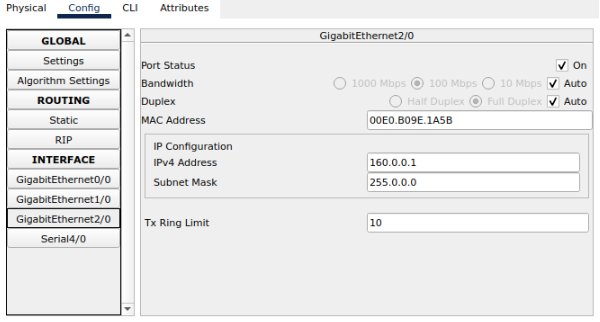 Physical Config CLI Attributes
GigabitEthernet2/0
GLOBAL
Settings
Algorithm Settings
ROUTING
Static
RIP
INTERFACE
GigabitEthernet0/0
GigabitEthernet1/0
GigabitEthernet2/0
Serial4/0
Port Status On
Bandwidth 1000 Mbps 100 Mbps 10 Mbps Auto
Duplex Half Duplex Full Duplex Auto
MAC Address 00E0.B09E.1A5B
IP Configuration
IPv4 Address 160.0.0.1
Subnet Mask 255.0.0.0
Tx Ring Limit 10